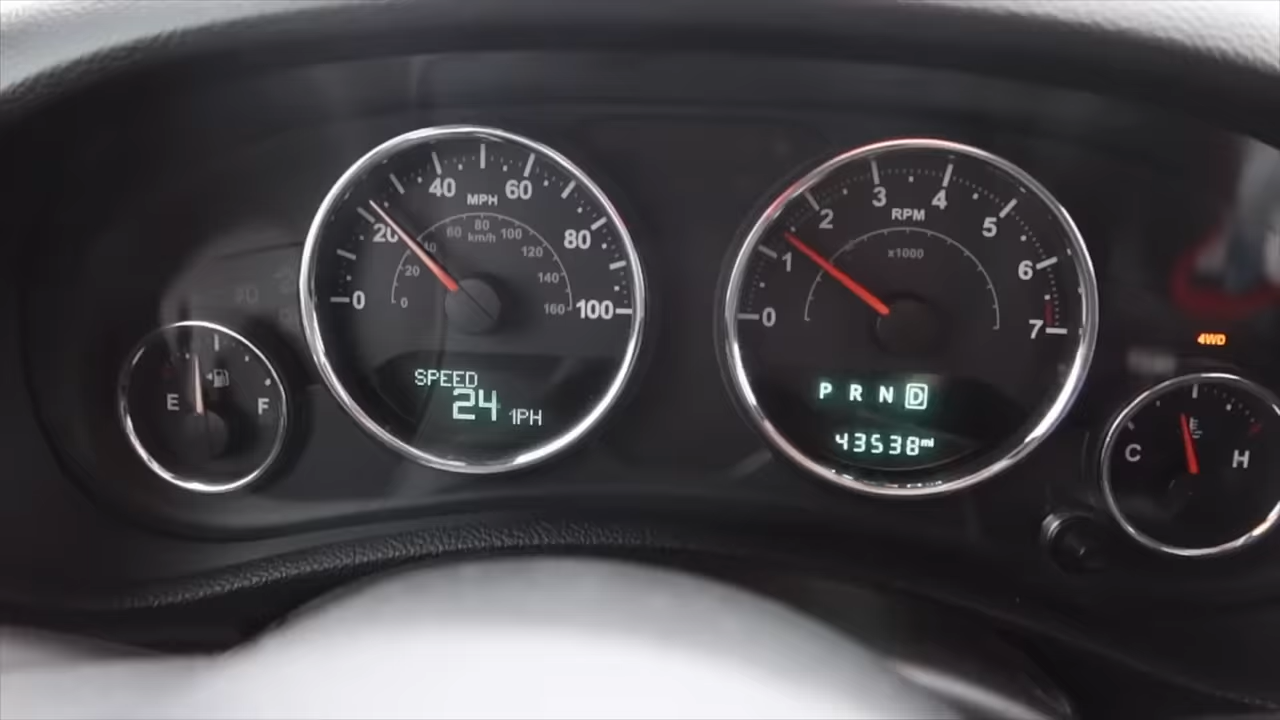 0 20 40 60 80 100
MPH
0 20 40 60 80 100 120 140 160
km/h
SPEED
24 1PH
0 1 2 3 4 5 6 7
RPM
x1000
P R N D
43538mi
E F
4WD
C H